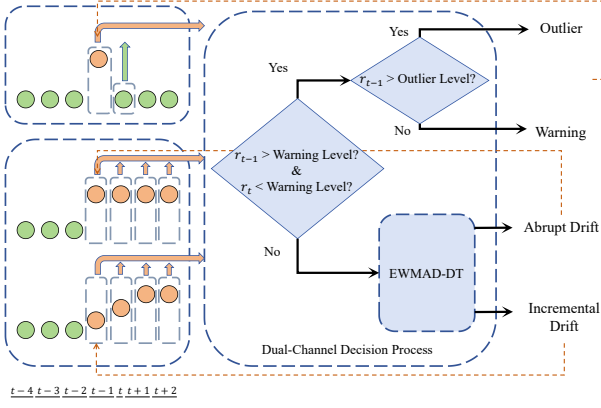 Yes
Outlier
Yes
r_{t−1} > Outlier Level?
No
Warning
r_{t−1} > Warning Level?
&
r_t < Warning Level?
No
EWMAD-DT
Abrupt Drift
Incremental
Drift
Dual-Channel Decision Process
t−4 t−3 t−2 t−1 t t+1 t+2